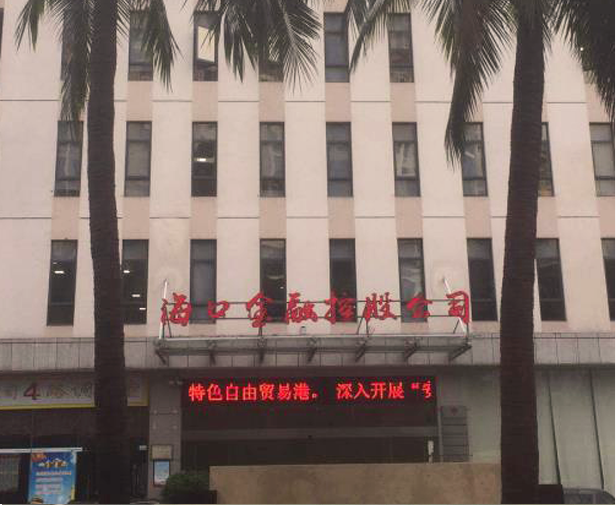 海口金融控股公司
特色自由贸易港。 深入开展“
4